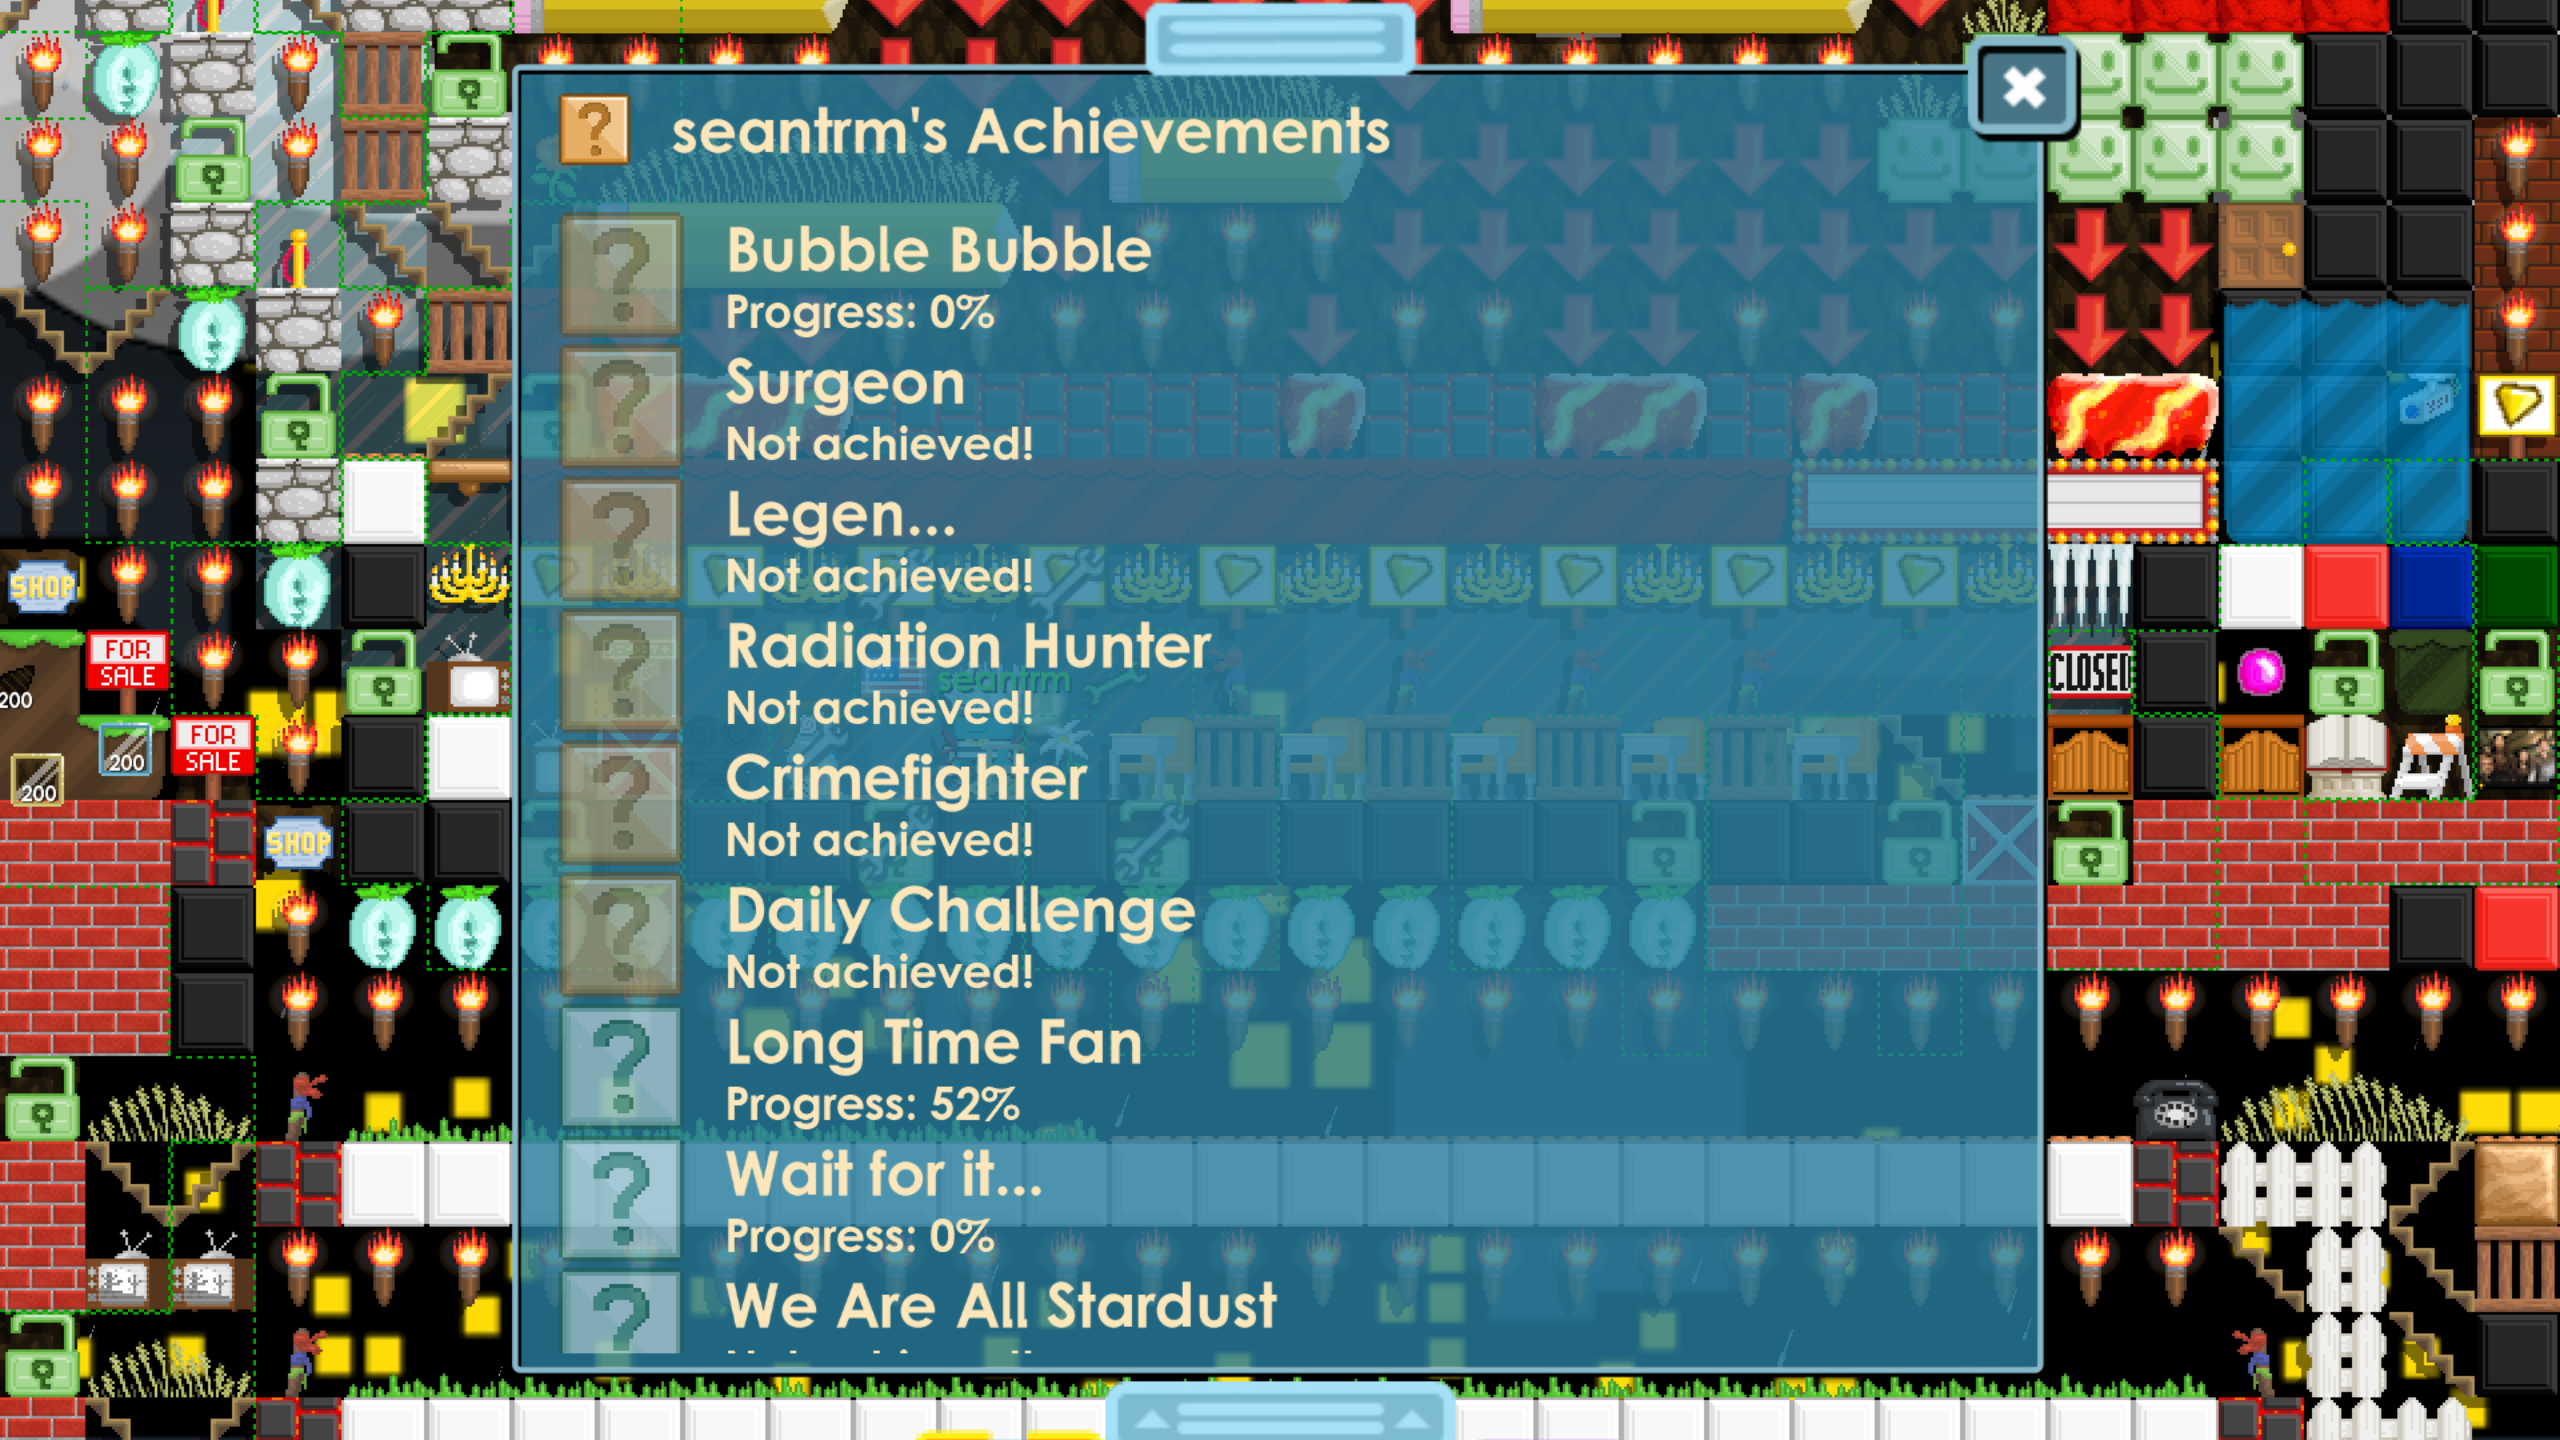 seantrm's Achievements
Bubble Bubble
Progress: 0%
Surgeon
Not achieved!
Legen...
Not achieved!
Radiation Hunter
Not achieved!
Crimefighter
Not achieved!
Daily Challenge
Not achieved!
Long Time Fan
Progress: 52%
Wait for it...
Progress: 0%
We Are All Stardust
SHOP
FOR
SALE
200
FOR
SALE
200
200
SHOP
seantrm
CLOSED